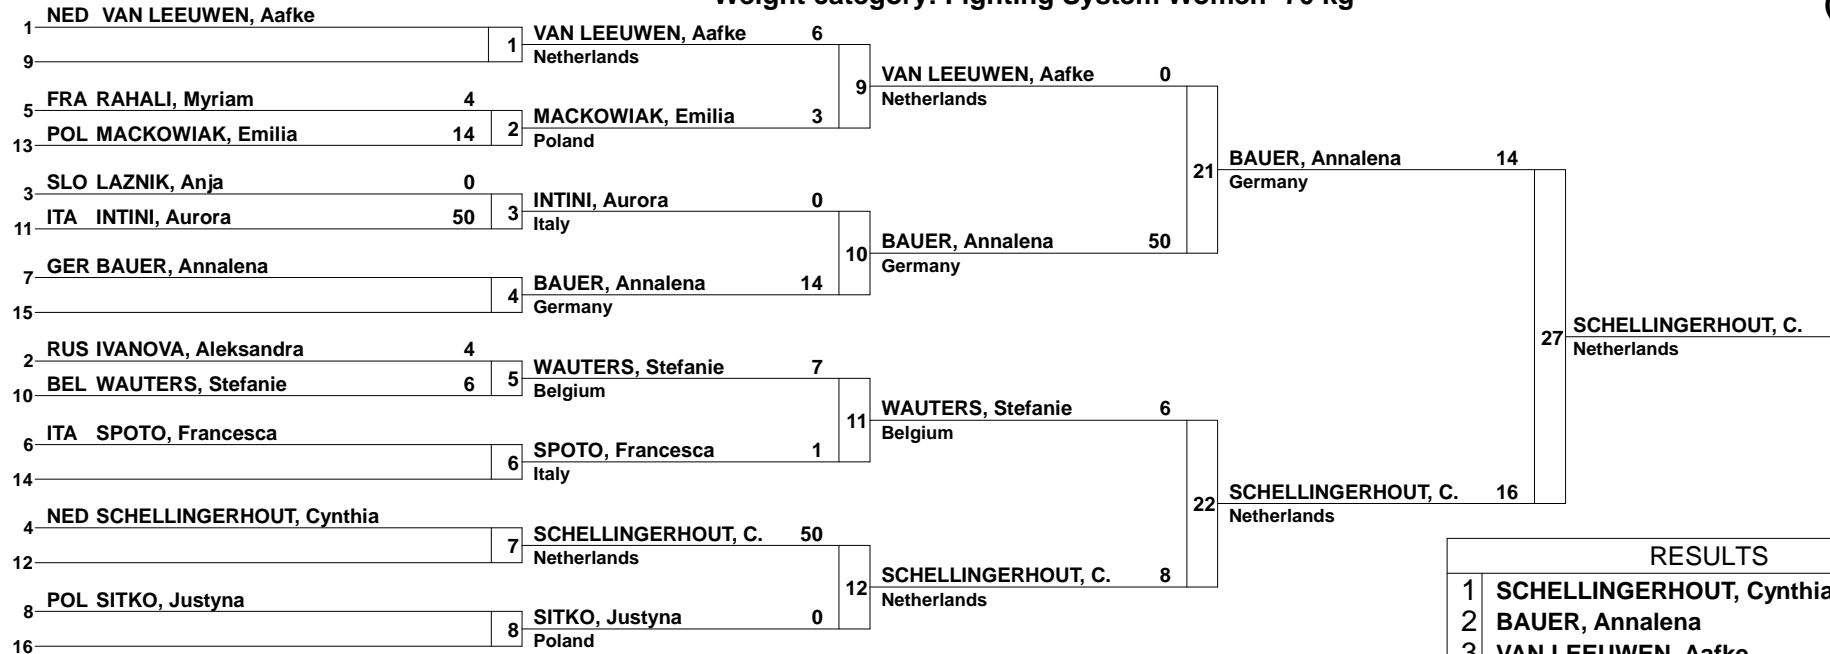 Weight category: Fighting System Women -70 kg
1 NED VAN LEEUWEN, Aafke
9
1
5 FRA RAHALI, Myriam 4
13 POL MACKOWIAK, Emilia 14
2
3 SLO LAZNIK, Anja 0
11 ITA INTINI, Aurora 50
3
7 GER BAUER, Annalena
15
4
2 RUS IVANOVA, Aleksandra 4
10 BEL WAUTERS, Stefanie 6
5
6 ITA SPOTO, Francesca
14
6
4 NED SCHELLINGERHOUT, Cynthia
12
7
8 POL SITKO, Justyna
16
8
VAN LEEUWEN, Aafke 6
Netherlands
9
MACKOWIAK, Emilia 3
Poland
INTINI, Aurora 0
Italy
10
BAUER, Annalena 14
Germany
WAUTERS, Stefanie 7
Belgium
11
SPOTO, Francesca 1
Italy
SCHELLINGERHOUT, C. 50
Netherlands
12
SITKO, Justyna 0
Poland
VAN LEEUWEN, Aafke 0
Netherlands
21
BAUER, Annalena 50
Germany
WAUTERS, Stefanie 6
Belgium
22
SCHELLINGERHOUT, C. 8
Netherlands
BAUER, Annalena 14
Germany
27
SCHELLINGERHOUT, C. 16
Netherlands
SCHELLINGERHOUT, C.
Netherlands
RESULTS
1 SCHELLINGERHOUT, Cynthia
2 BAUER, Annalena
3 VAN LEEUWEN, Aafke